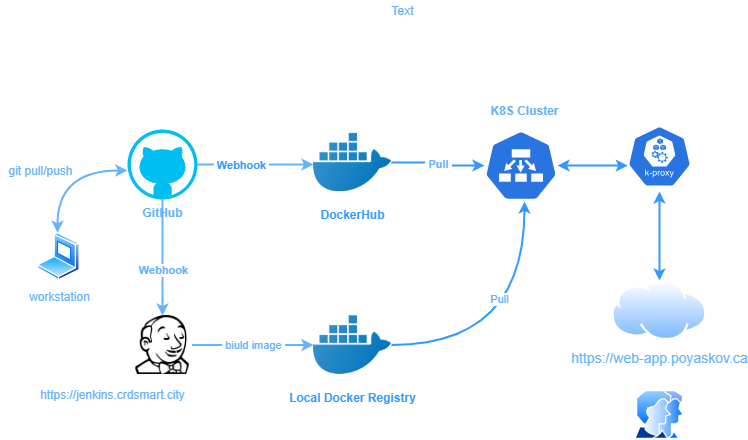 Text
K8S Cluster
git pull/push
Webhook
Pull
k-proxy
GitHub
DockerHub
Webhook
workstation
Pull
biuld image
https://web-app.poyaskov.ca
https://jenkins.crdsmart.city
Local Docker Registry